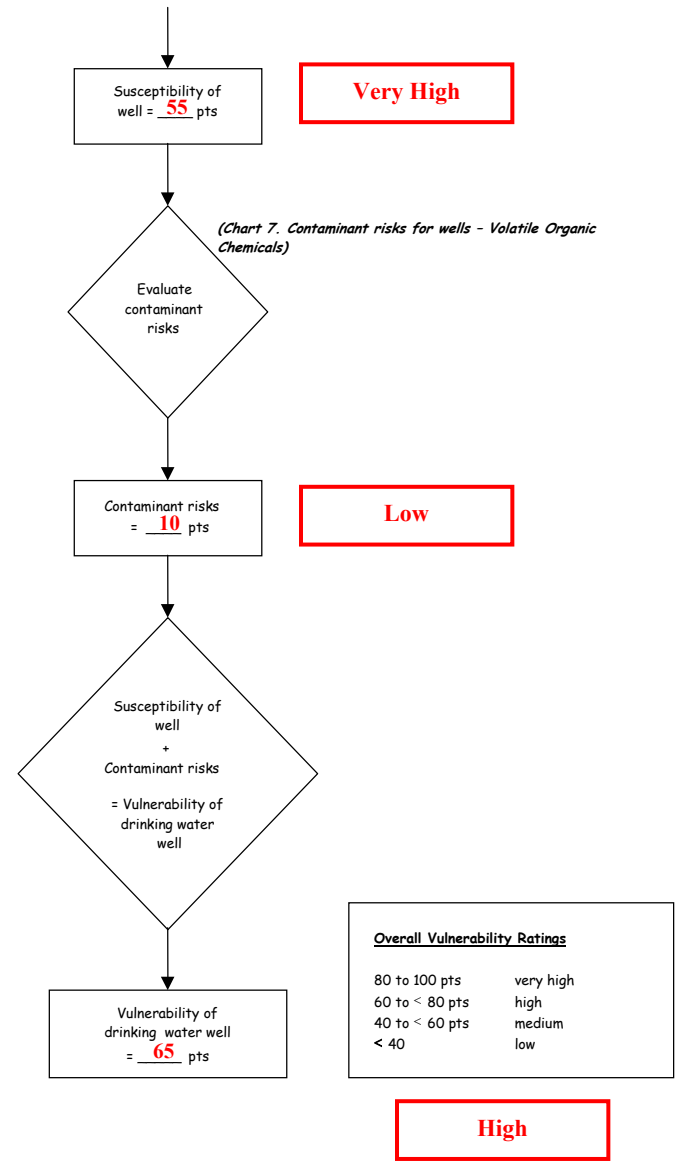 Susceptibility of
well = 55 pts
Very High
(Chart 7. Contaminant risks for wells – Volatile Organic
Chemicals)
Evaluate
contaminant
risks
Contaminant risks
= 10 pts
Low
Susceptibility of
well
+
Contaminant risks
= Vulnerability of
drinking water
well
Vulnerability of
drinking water well
= 65 pts
Overall Vulnerability Ratings
80 to 100 pts very high
60 to < 80 pts high
40 to < 60 pts medium
< 40 low
High